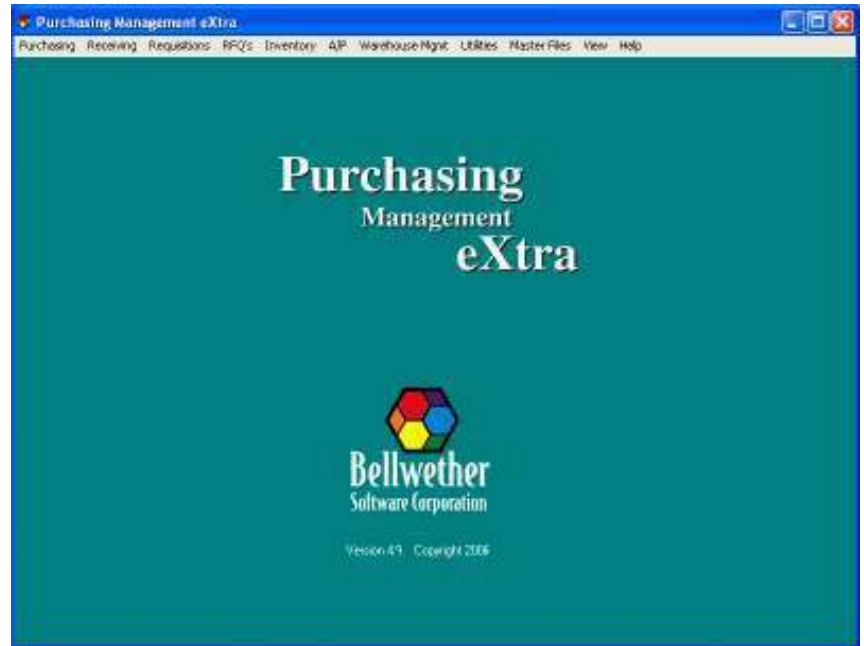 Purchasing Management eXtra
Purchasing Receiving Requisitions RFQ's Inventory A/P Warehouse Mgmt Utilities Master Files View Help
Purchasing
Management
eXtra
Bellwether
Software Corporation
Version 4.9 Copyright 2006